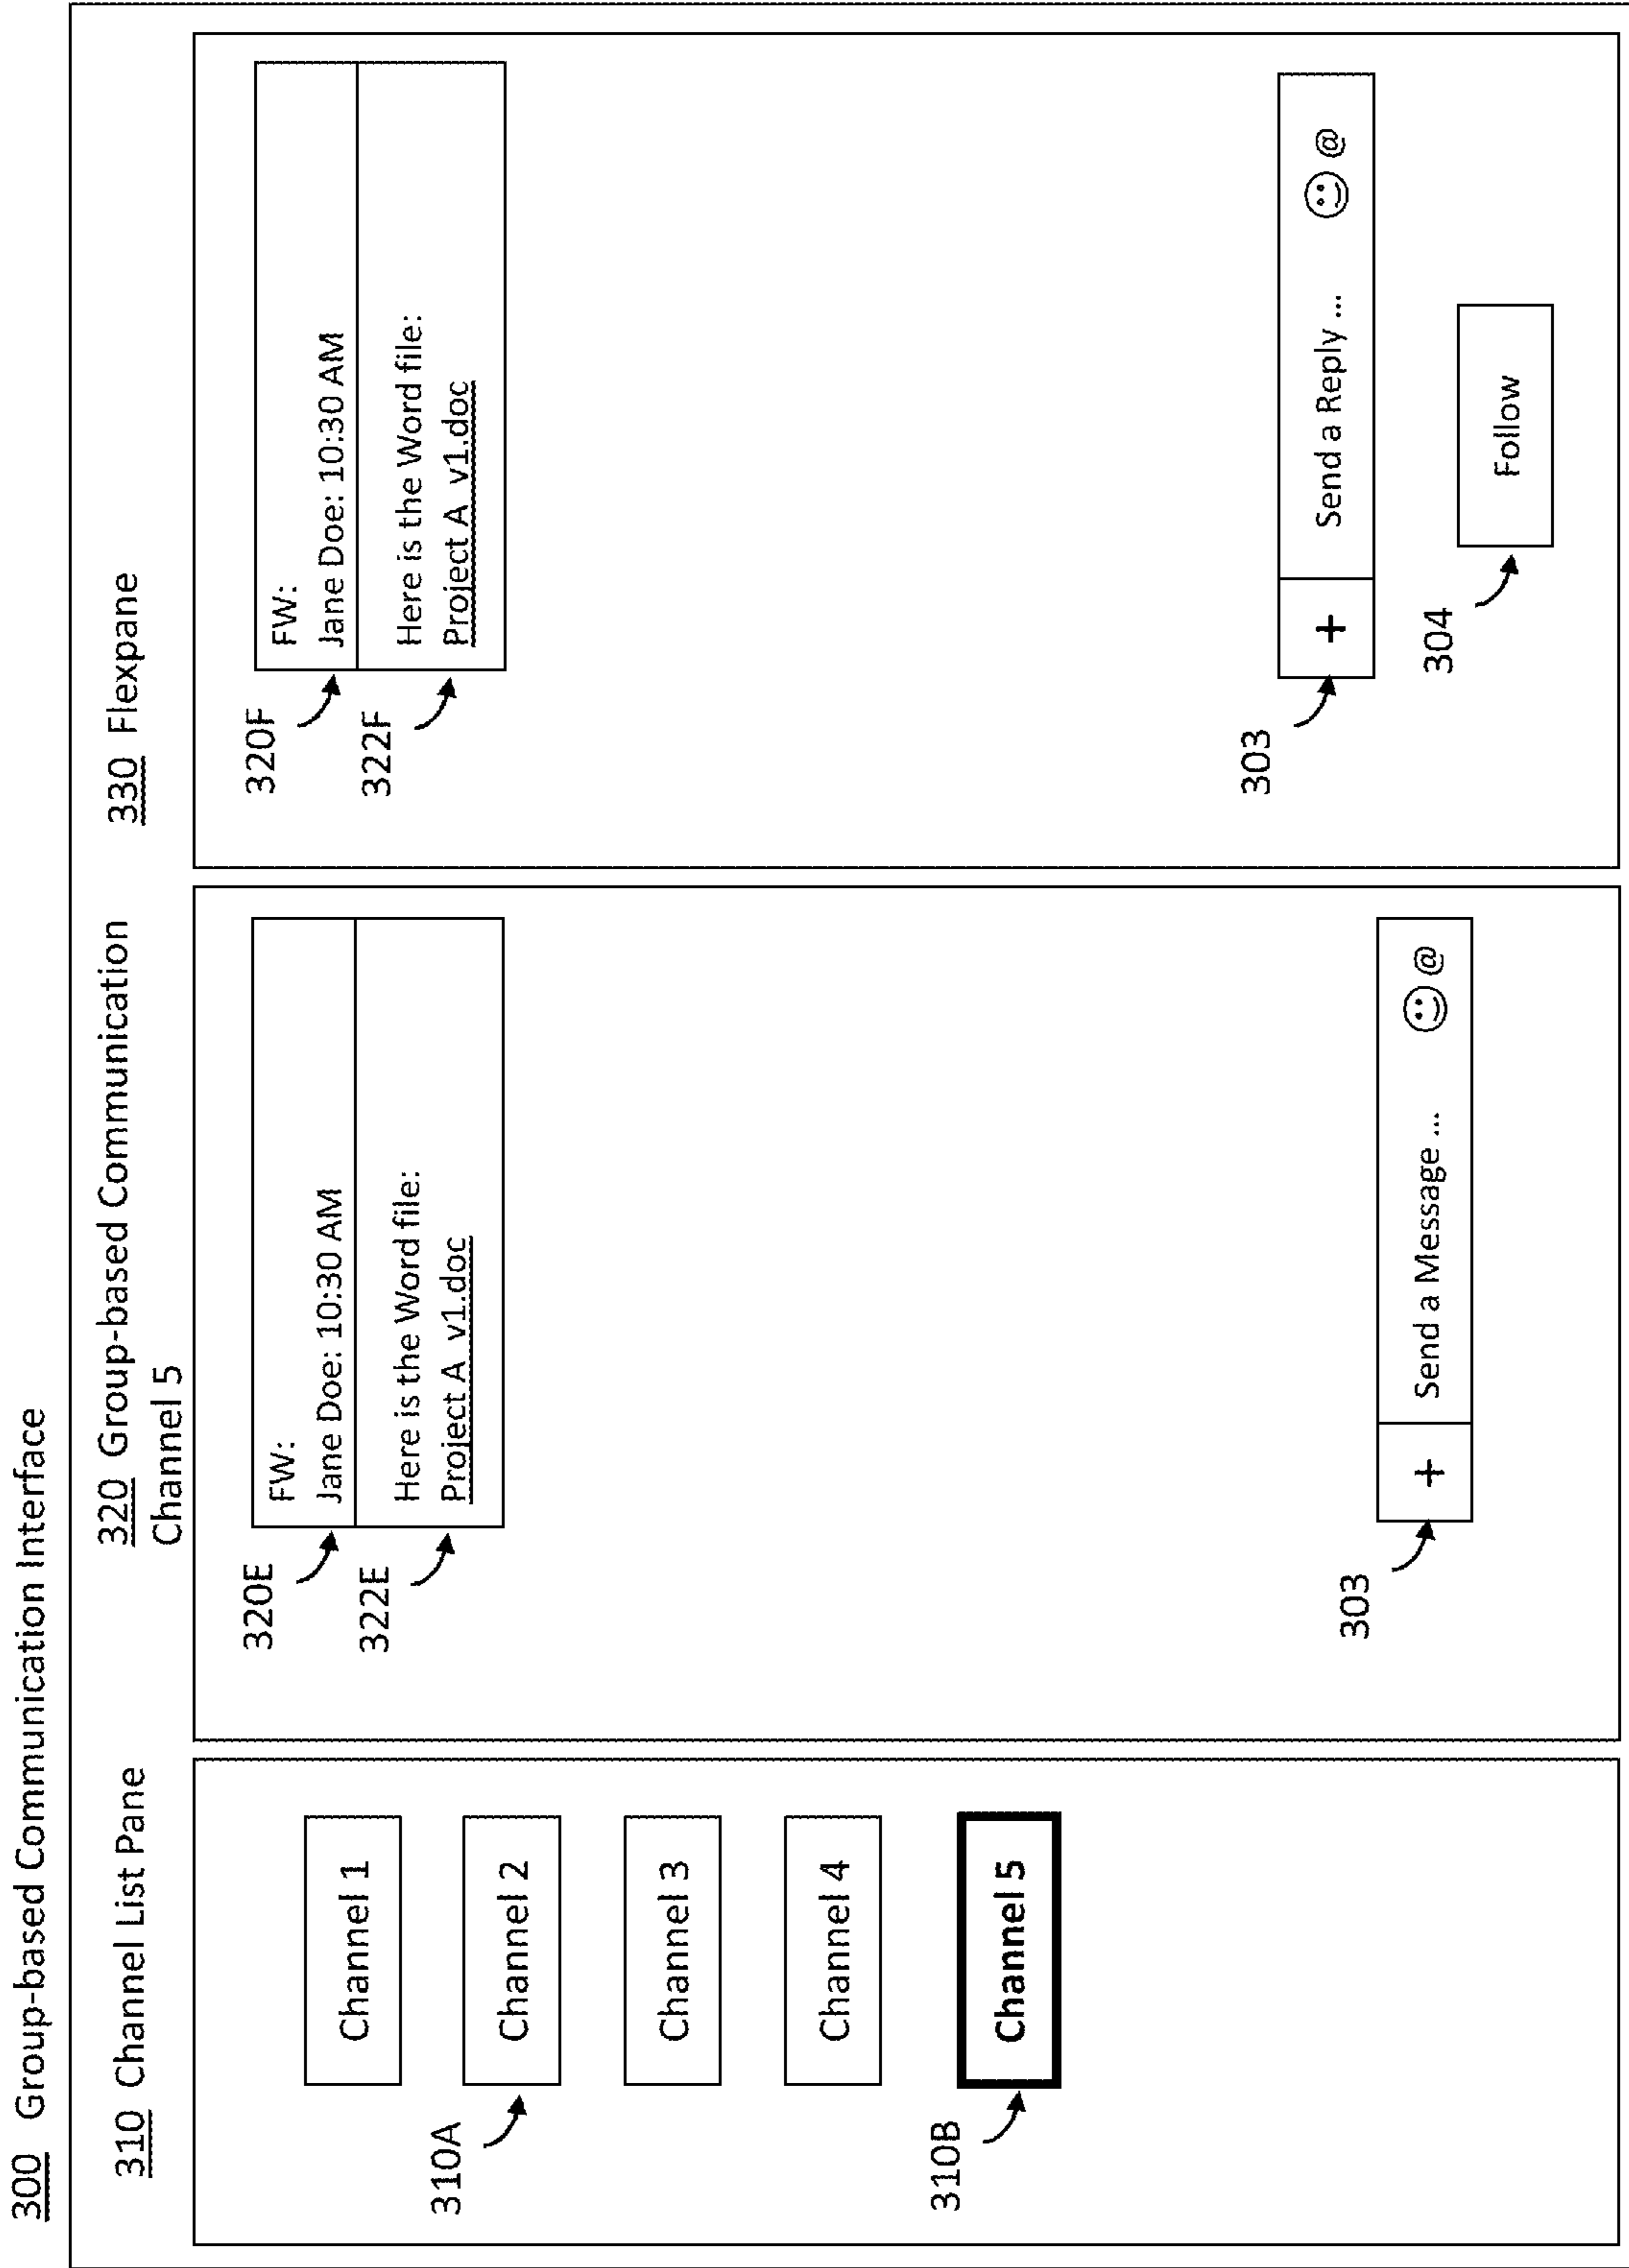 300 Group-based Communication Interface
310 Channel List Pane
Channel 1
310A
Channel 2
Channel 3
Channel 4
310B
Channel 5
320 Group-based Communication
Channel 5
320E
FW:
Jane Doe: 10:30 AM
322E
Here is the Word file:
Project A v1.doc
303
+ Send a Message ... @
330 Flexpane
320F
FW:
Jane Doe: 10:30 AM
322F
Here is the Word file:
Project A v1.doc
303
+ Send a Reply ... @
304
Follow